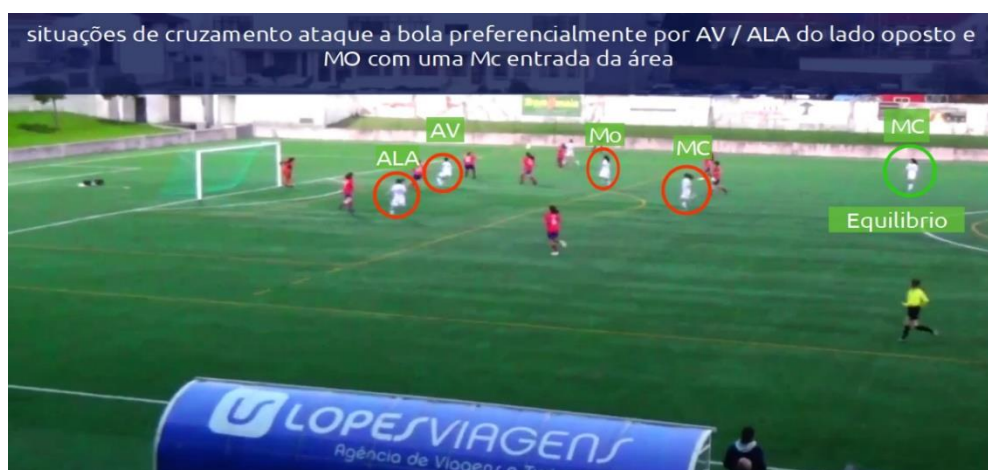 situações de cruzamento ataque a bola preferencialmente por AV / ALA do lado oposto e
MO com uma Mc entrada da área
AV
ALA
Mo
MC
MC
Equilibrio
LOPESVIAGENS
Agência de Viagens e